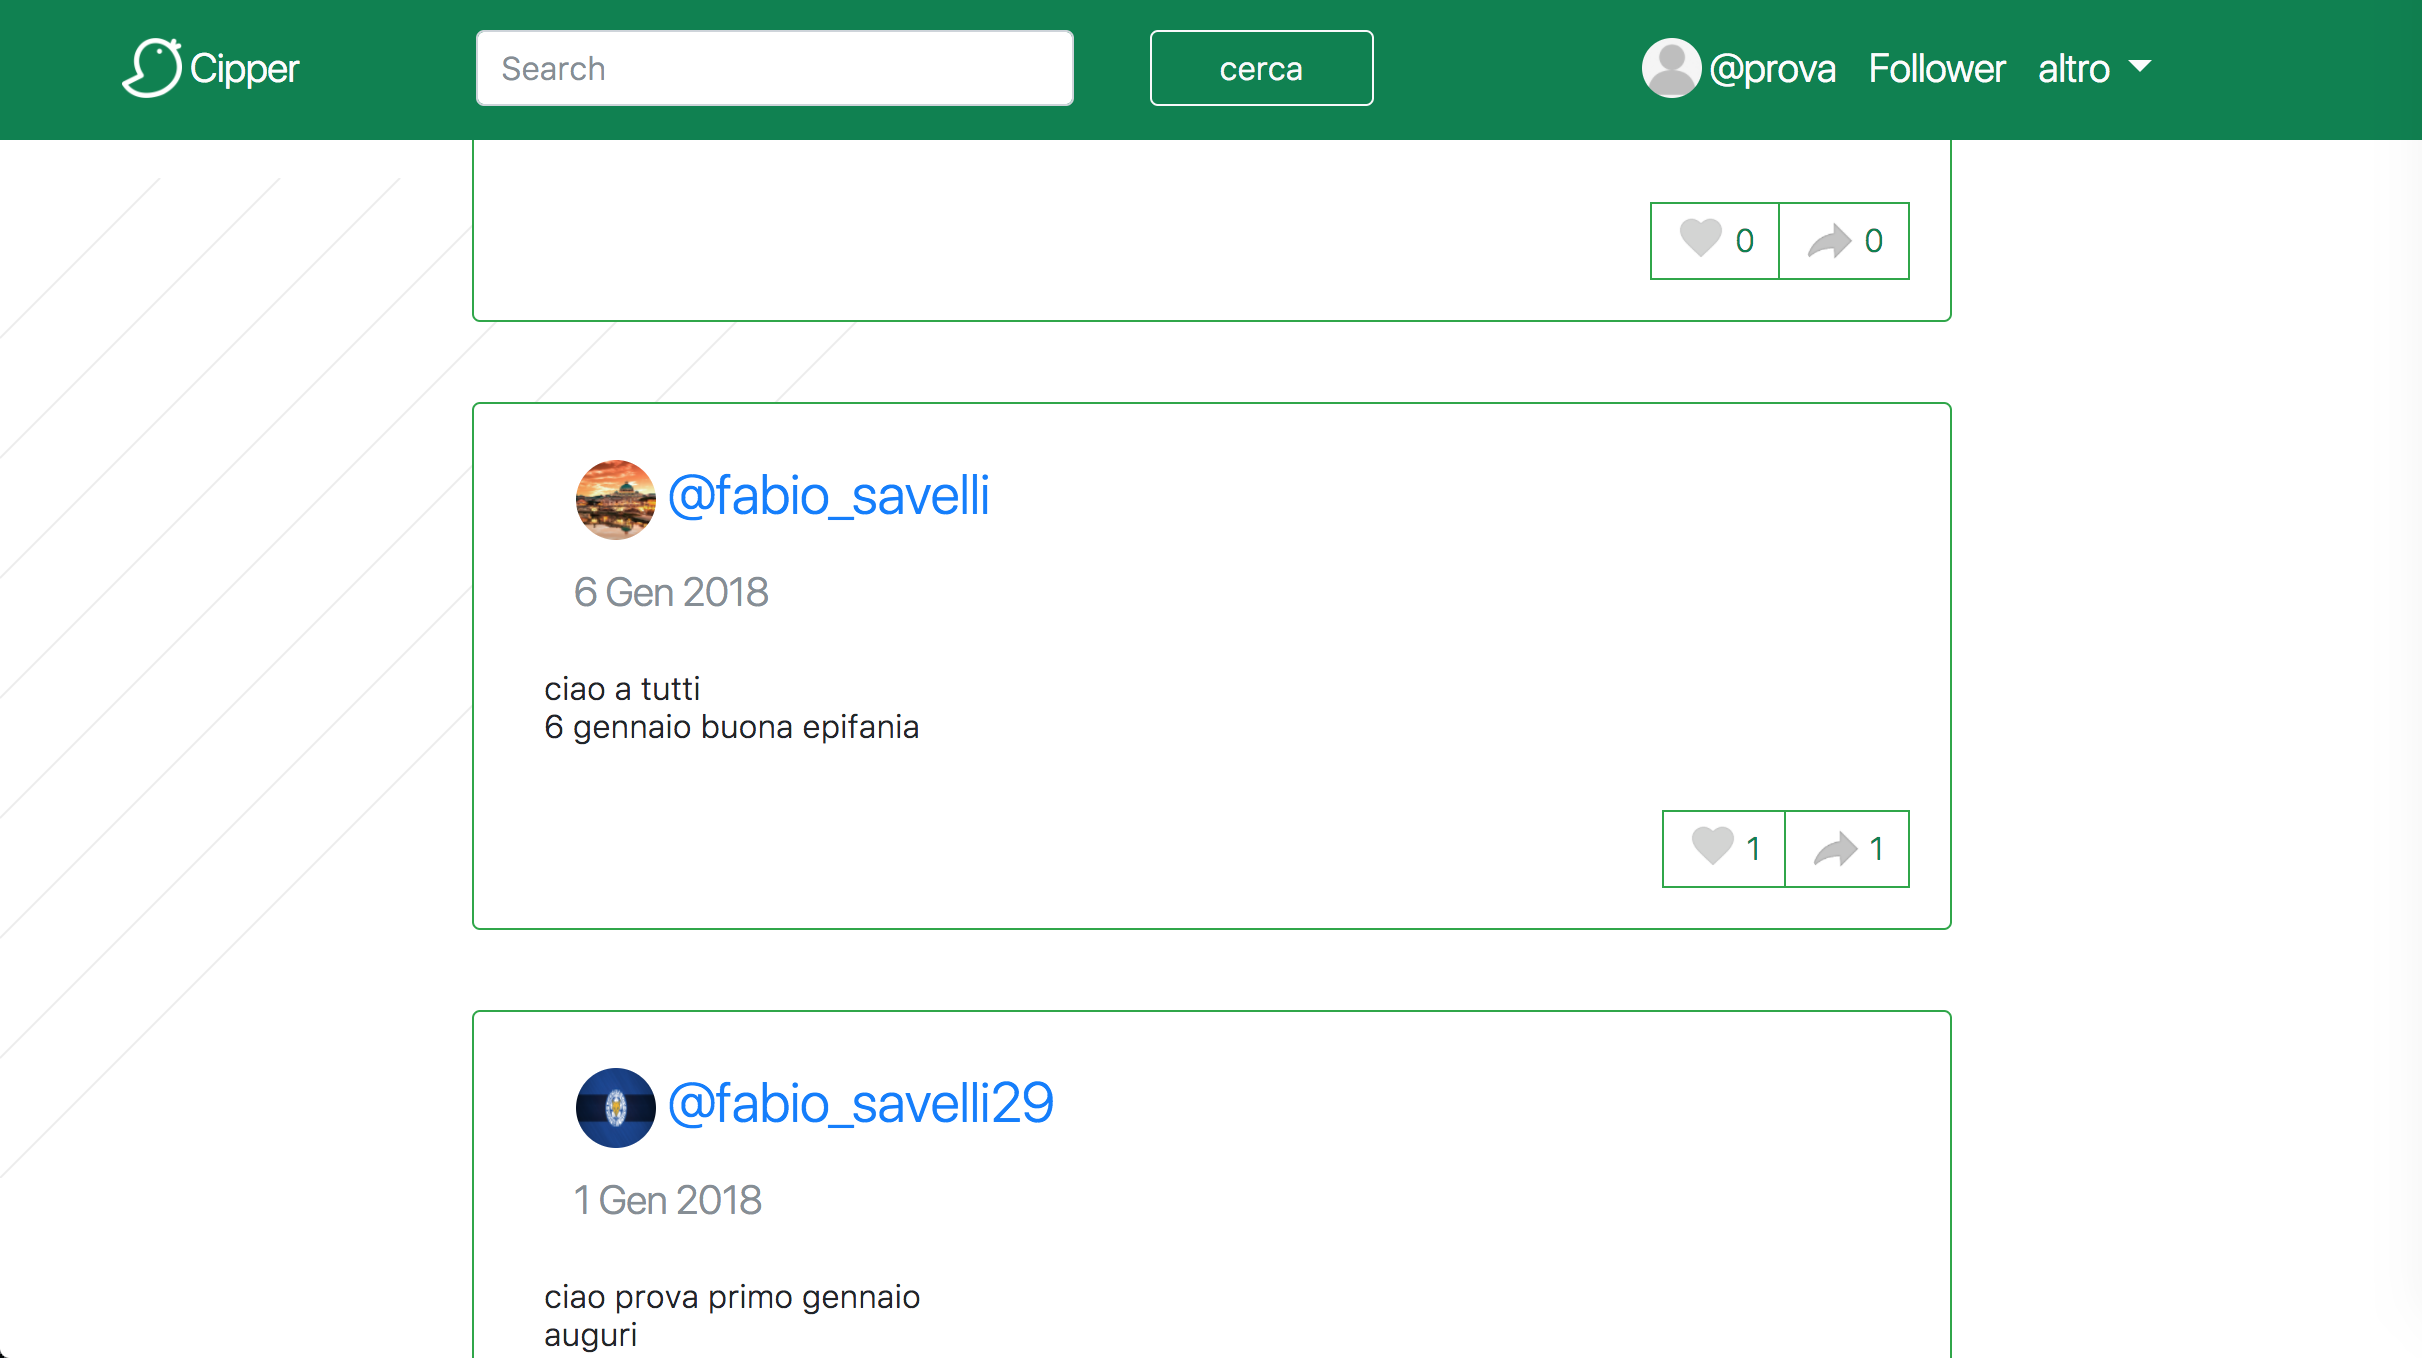 Cipper
Search
cerca
@prova Follower altro
0 0
@fabio_savelli
6 Gen 2018
ciao a tutti
6 gennaio buona epifania
1 1
@fabio_savelli29
1 Gen 2018
ciao prova primo gennaio
auguri